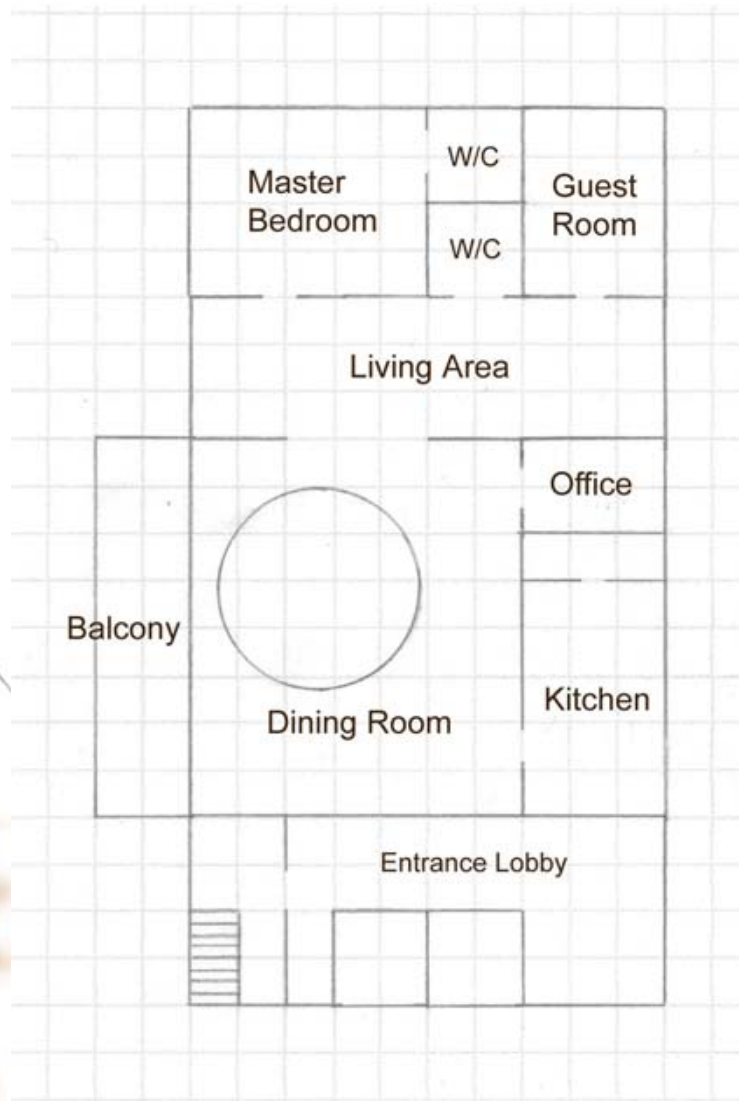 Master
Bedroom
W/C
W/C
Guest
Room
Living Area
Office
Balcony
Kitchen
Dining Room
Entrance Lobby